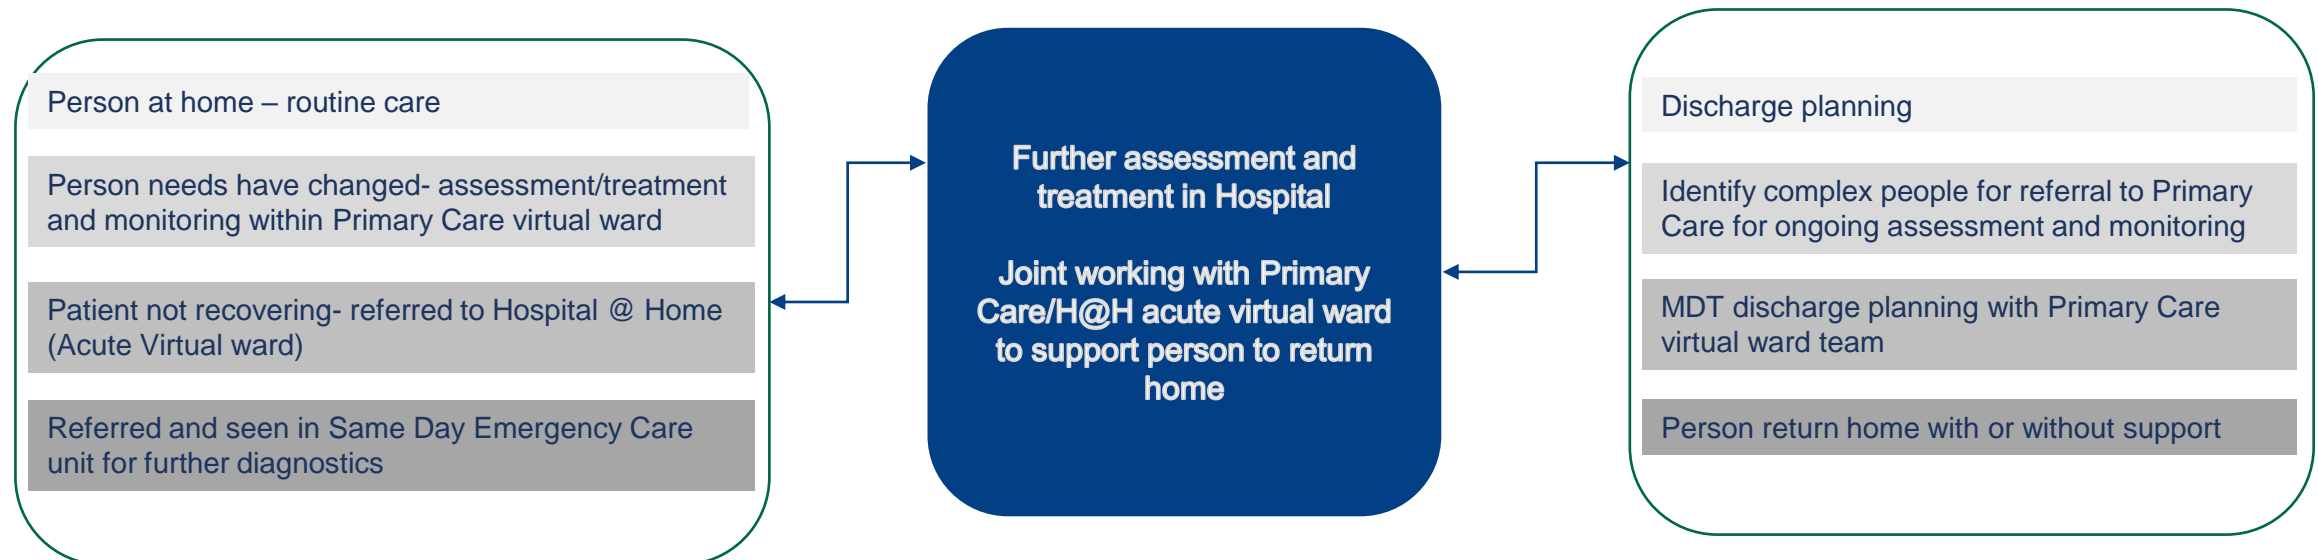 Person at home – routine care
Person needs have changed- assessment/treatment
and monitoring within Primary Care virtual ward
Patient not recovering- referred to Hospital @ Home
(Acute Virtual ward)
Referred and seen in Same Day Emergency Care
unit for further diagnostics
Further assessment and
treatment in Hospital
Joint working with Primary
Care/H@H acute virtual ward
to support person to return
home
Discharge planning
Identify complex people for referral to Primary
Care for ongoing assessment and monitoring
MDT discharge planning with Primary Care
virtual ward team
Person return home with or without support